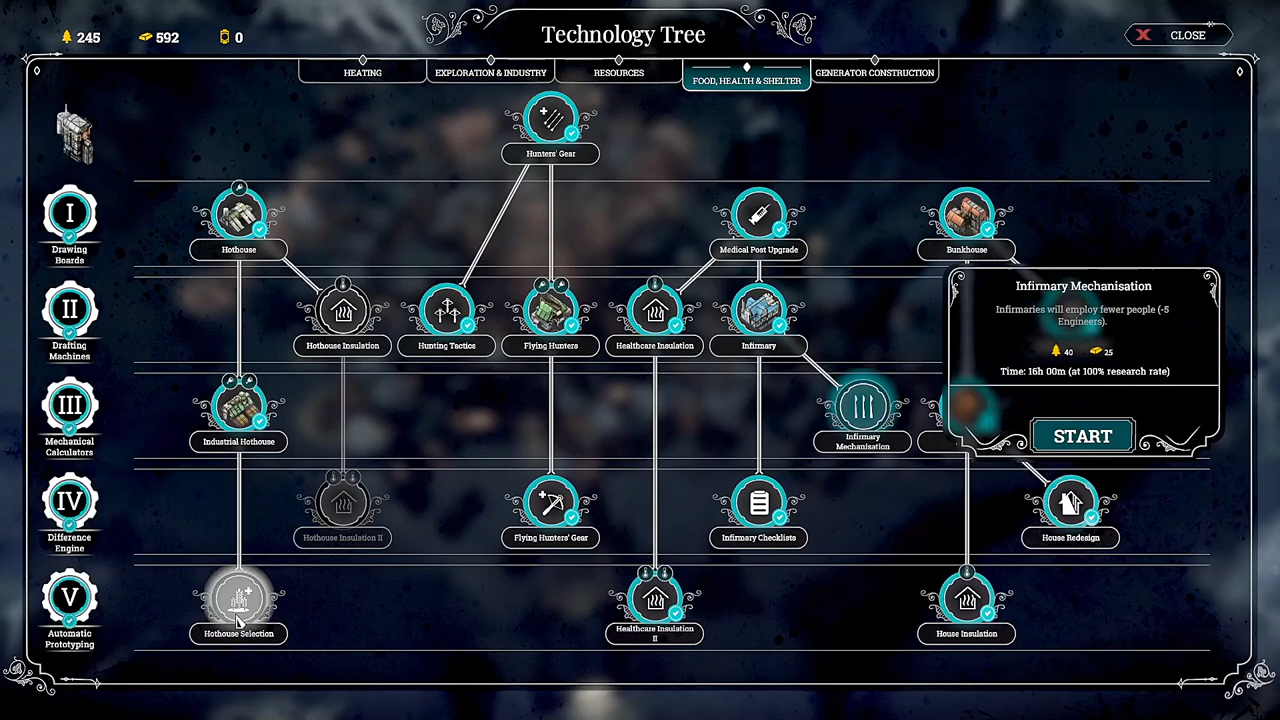 245 592 0
Technology Tree
CLOSE
HEATING
EXPLORATION & INDUSTRY
RESOURCES
FOOD, HEALTH & SHELTER
GENERATOR CONSTRUCTION
Hunters' Gear
I
Drawing
Boards
Hothouse
Medical Post Upgrade
Bunkhouse
II
Drafting
Machines
Hothouse Insulation
Hunting Tactics
Flying Hunters
Healthcare Insulation
Infirmary
Infirmary Mechanisation
Infirmaries will employ fewer people (-5
Engineers).
40 25
Time: 16h 00m (at 100% research rate)
START
III
Mechanical
Calculators
Industrial Hothouse
Infirmary
Mechanisation
IV
Difference
Engine
Hothouse Insulation II
Flying Hunters' Gear
Infirmary Checklists
House Redesign
V
Automatic
Prototyping
Hothouse Selection
Healthcare Insulation
II
House Insulation